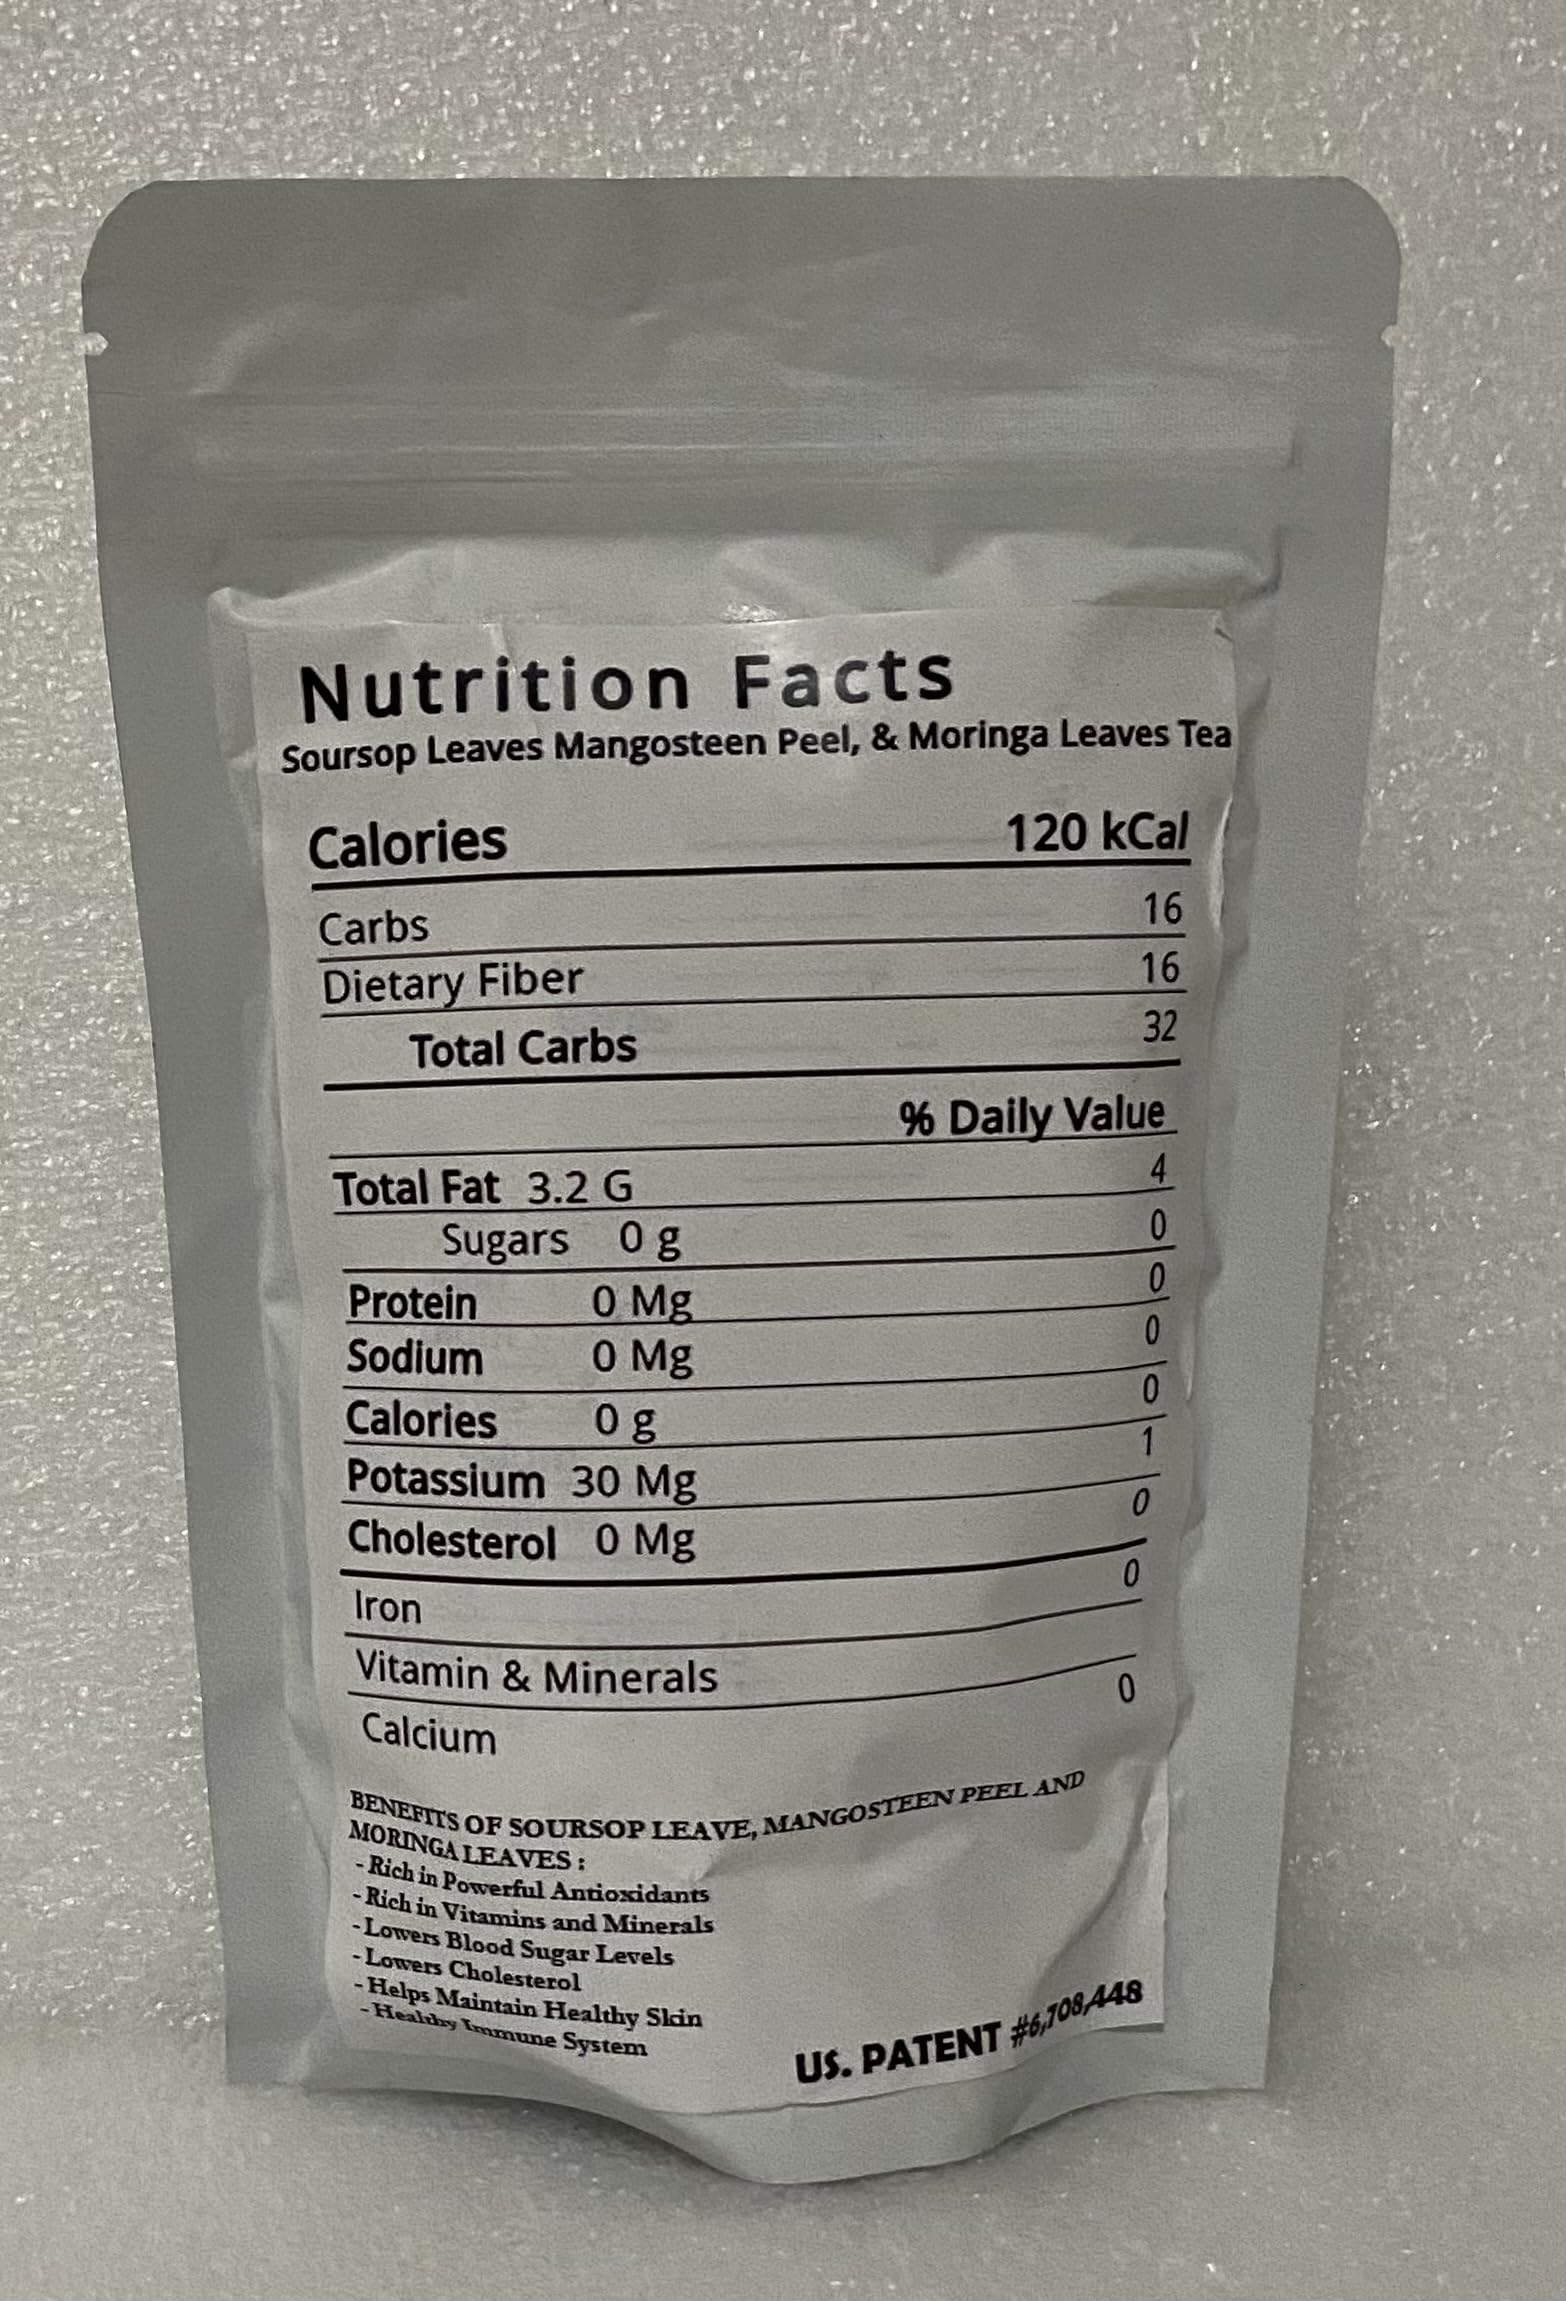 Nutrition Facts
Soursop Leaves Mangosteen Peel, & Moringa Leaves Tea
Calories 120 kCal
Carbs 16
Dietary Fiber 16
Total Carbs 32
% Daily Value
Total Fat 3.2 G 4
Sugars 0 g 0
Protein 0 Mg 0
Sodium 0 Mg 0
Calories 0 g 0
Potassium 30 Mg 1
Cholesterol 0 Mg 0
Iron 0
Vitamin & Minerals
Calcium 0
BENEFITS OF SOURSOP LEAVE, MANGOSTEEN PEEL AND
MORINGA LEAVES :
- Rich in Powerful Antioxidants
- Rich in Vitamins and Minerals
- Lowers Blood Sugar Levels
- Lowers Cholesterol
- Helps Maintain Healthy Skin
- Healthy Immune System
US. PATENT #6,708,448